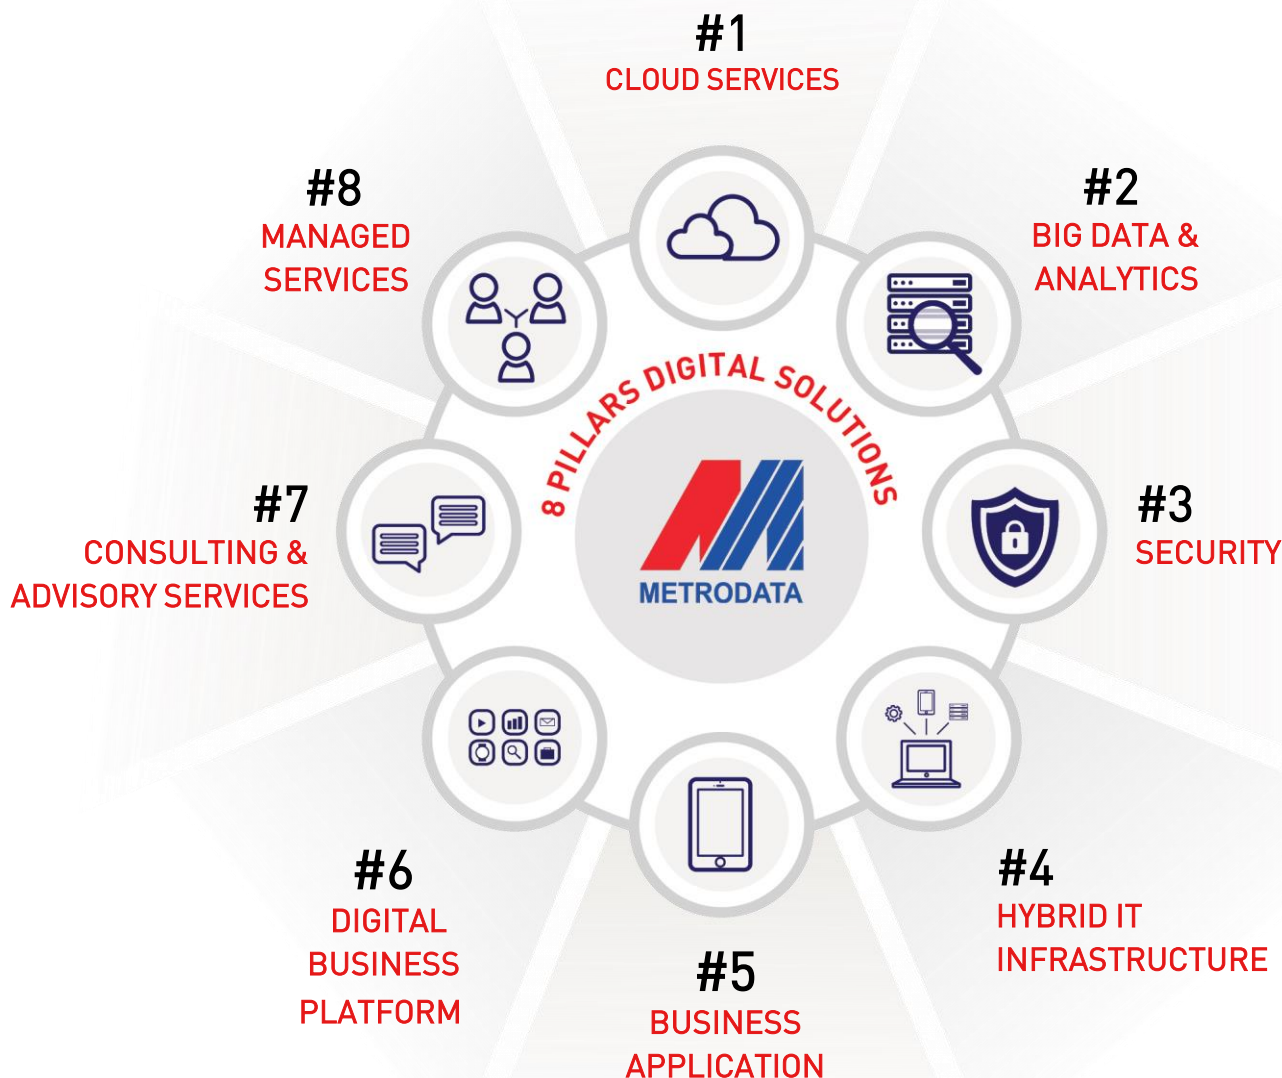 #1
CLOUD SERVICES
#2
BIG DATA &
ANALYTICS
#3
SECURITY
#4
HYBRID IT
INFRASTRUCTURE
#5
BUSINESS
APPLICATION
#6
DIGITAL
BUSINESS
PLATFORM
#7
CONSULTING &
ADVISORY SERVICES
#8
MANAGED
SERVICES
8 PILLARS DIGITAL SOLUTIONS
METRODATA